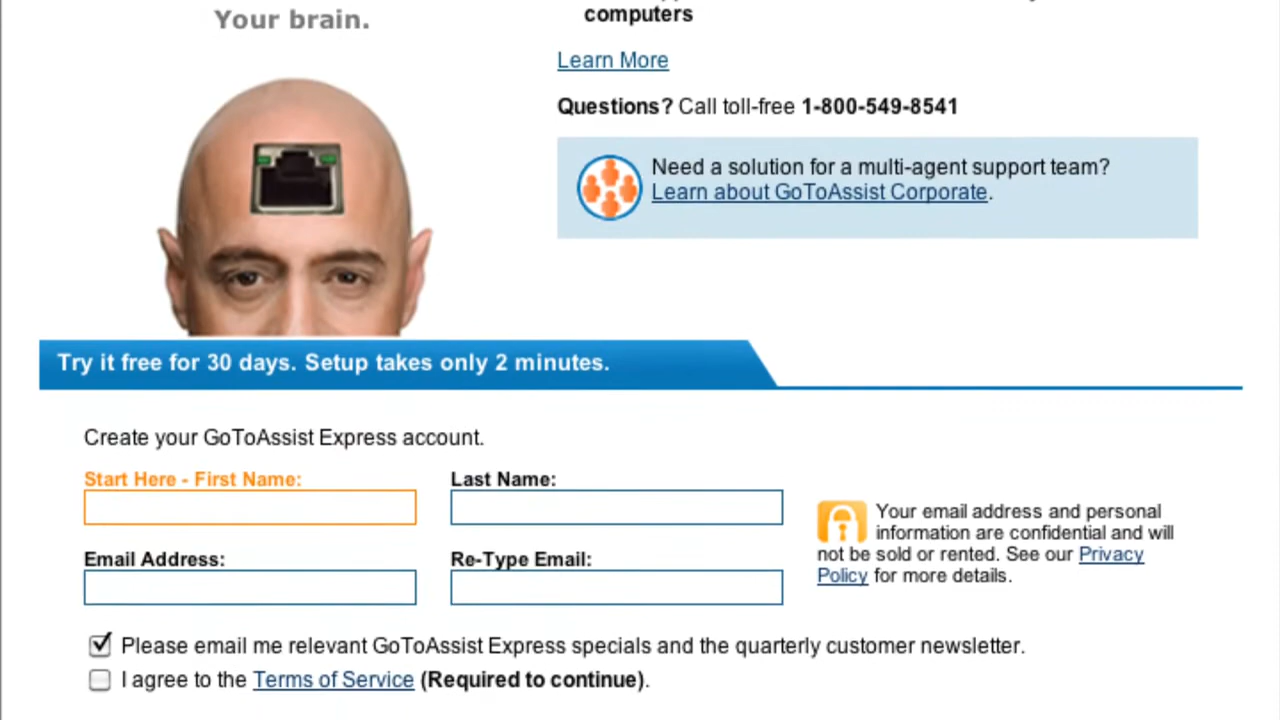 Your brain.
computers
Learn More
Questions? Call toll-free 1-800-549-8541
Need a solution for a multi-agent support team?
Learn about GoToAssist Corporate.
Try it free for 30 days. Setup takes only 2 minutes.
Create your GoToAssist Express account.
Start Here - First Name:
Last Name:
Email Address:
Re-Type Email:
Your email address and personal
information are confidential and will
not be sold or rented. See our Privacy
Policy for more details.
Please email me relevant GoToAssist Express specials and the quarterly customer newsletter.
I agree to the Terms of Service (Required to continue).